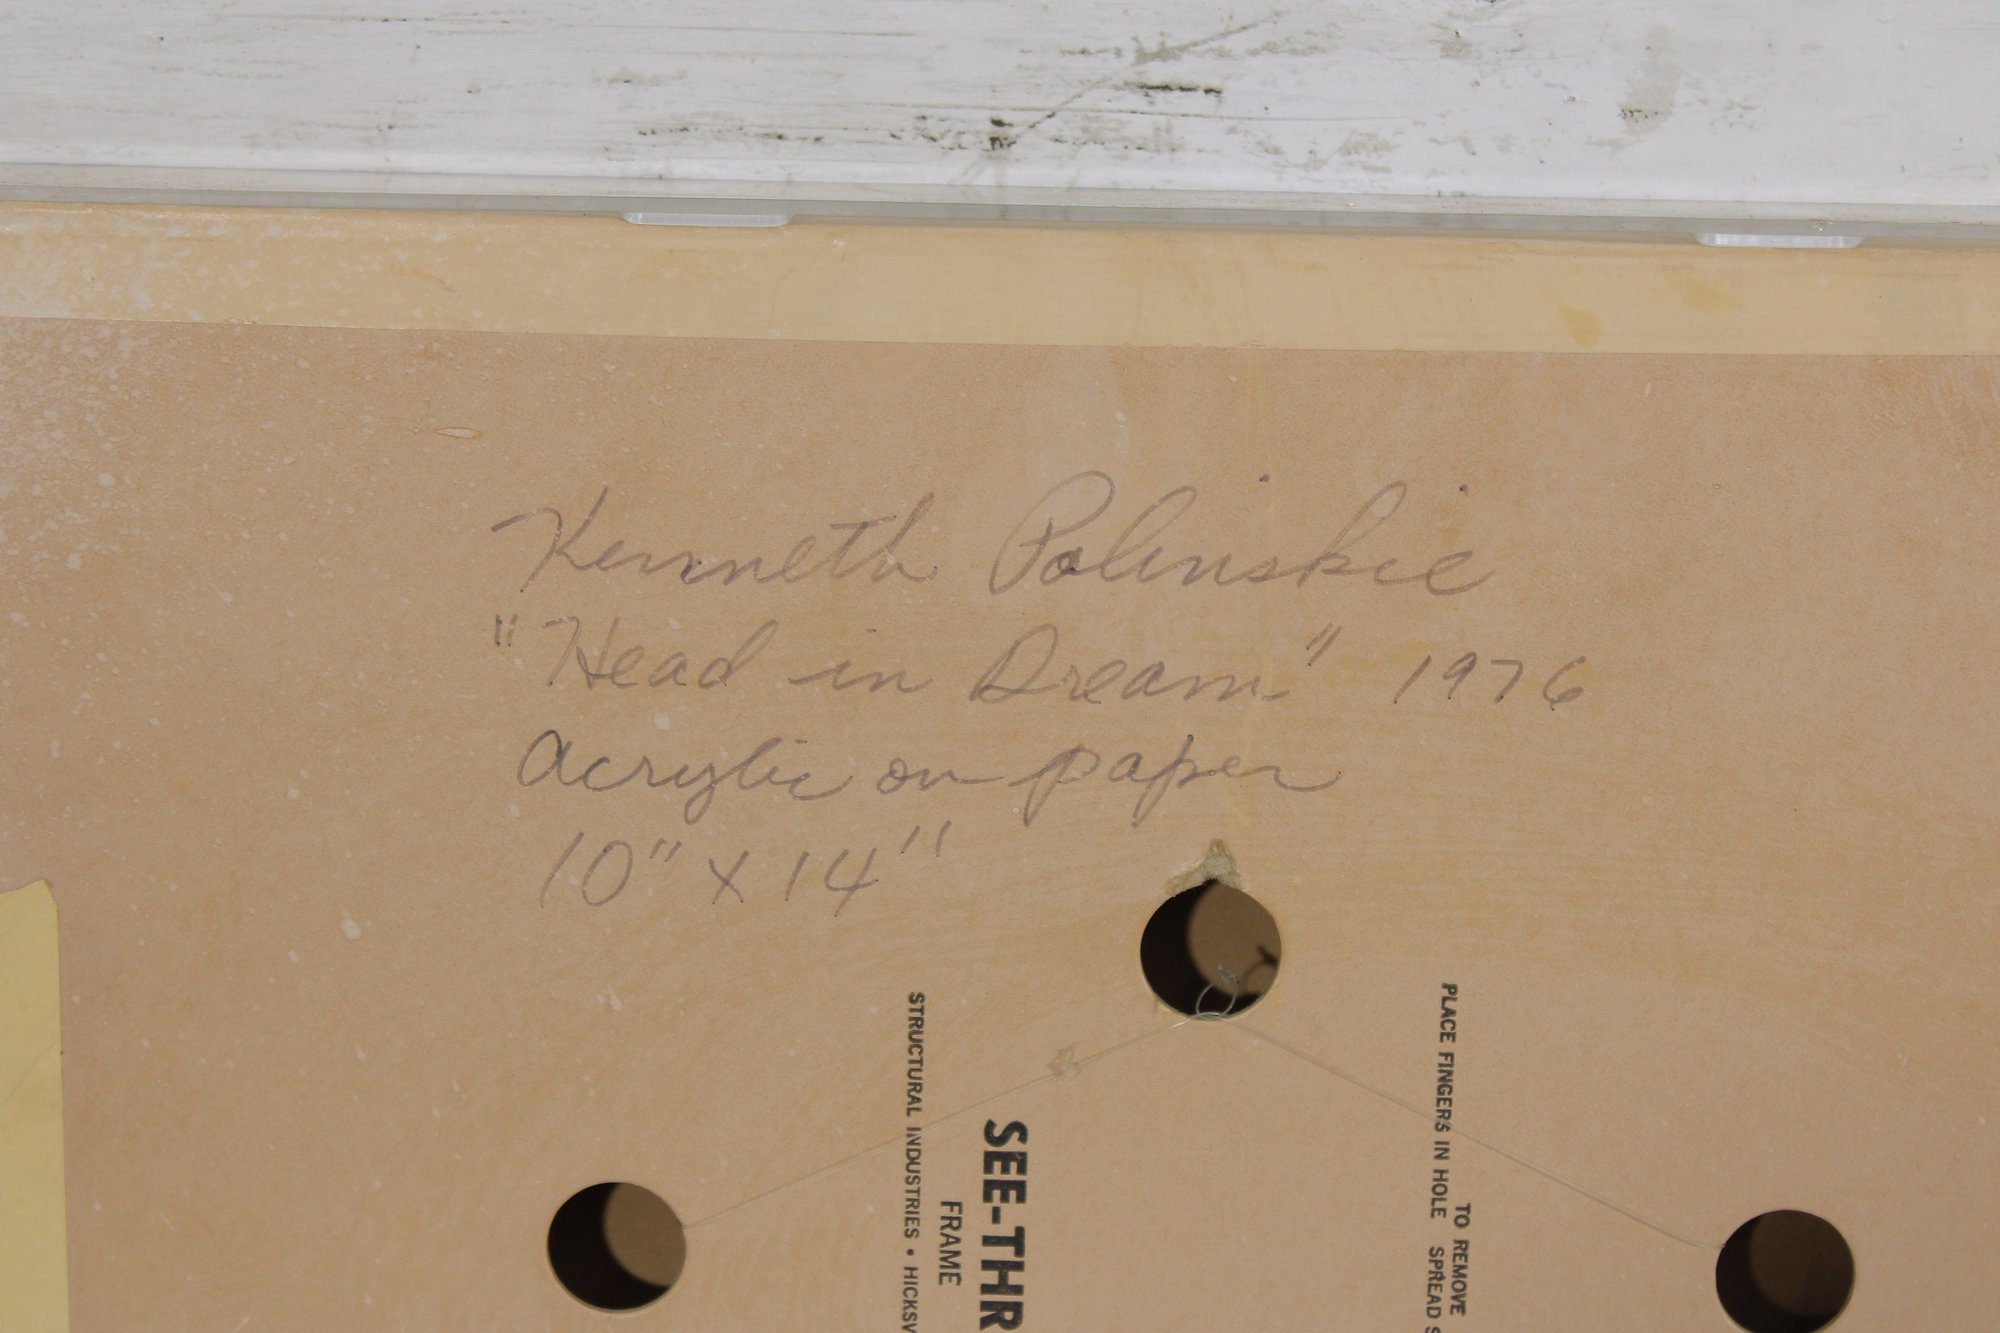 Kenneth Polinskie
"Head in Dream" 1976
acrylic on paper
10" x 14"
TO REMOVE
PLACE FINGERS IN HOLE SPREAD S
SEE-THR
FRAME
STRUCTURAL INDUSTRIES • HICKSV